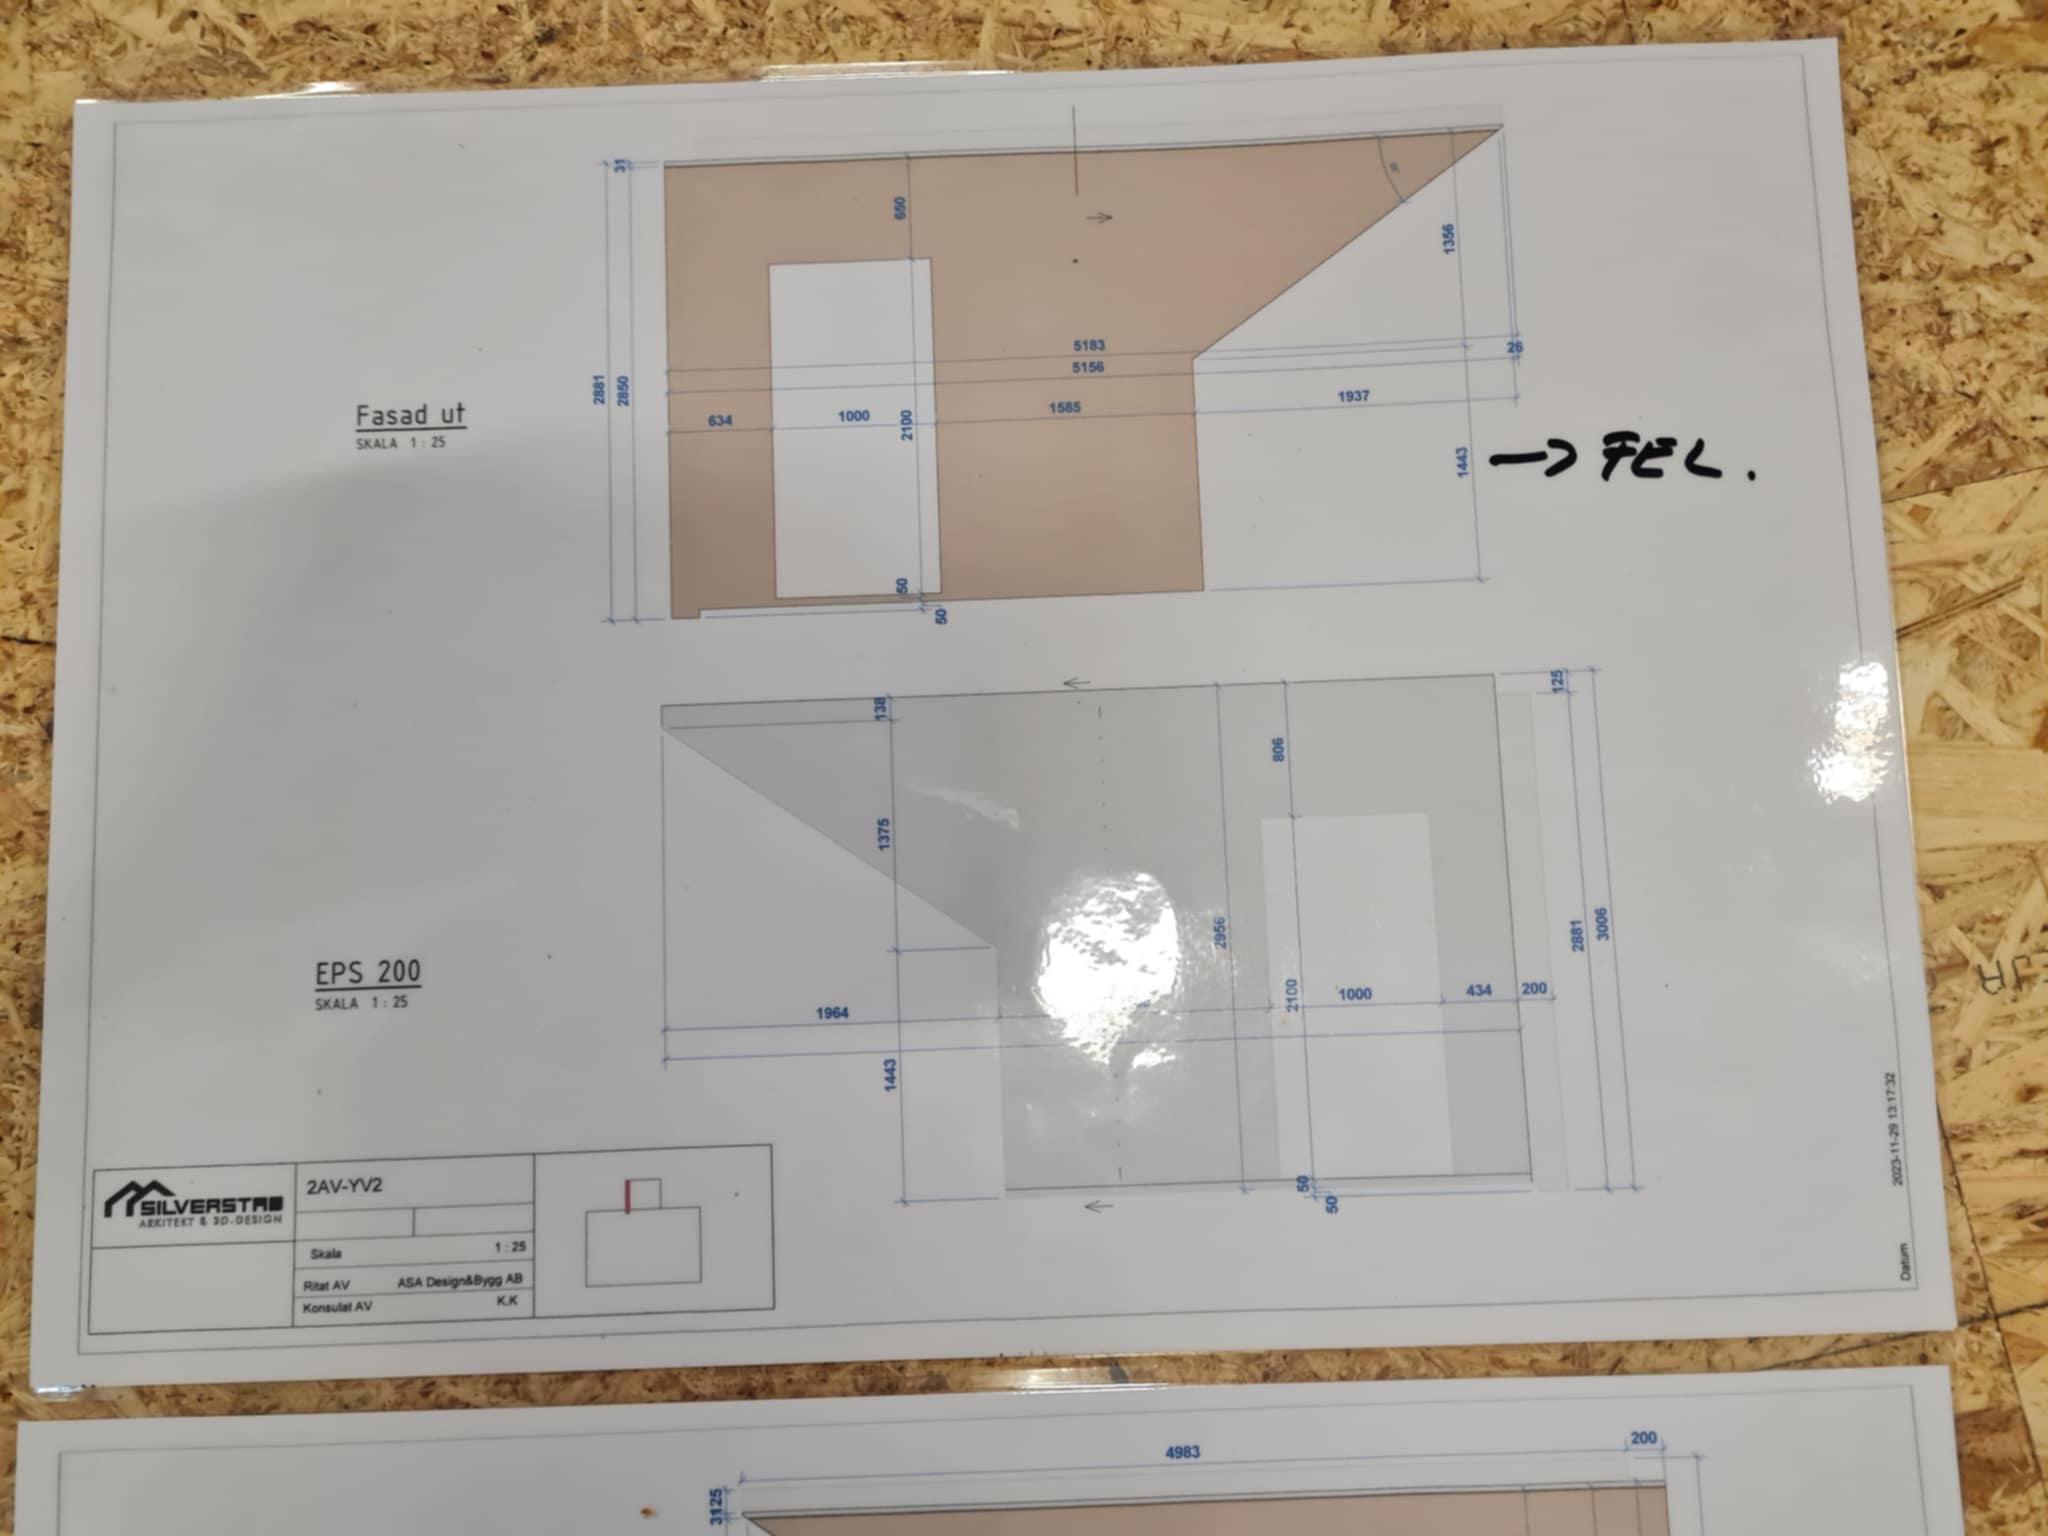 31
650
1356
5183
26
5156
2881
2850
634
1000
2100
1585
1937
1443
50
50
Fasad ut
SKALA 1 : 25
→ FEL.
125
138
806
1375
2956
2881
3006
2100
1000
434
200
1964
1443
50
50
EPS 200
SKALA 1 : 25
SILVERSTAD
ARKITEKT & 3D-DESIGN
2AV-YV2
Skala 1 : 25
Ritat AV ASA Design&Bygg AB
Konsulat AV K.K
Datum 2023-11-29 13:17:32
4983
200
3125